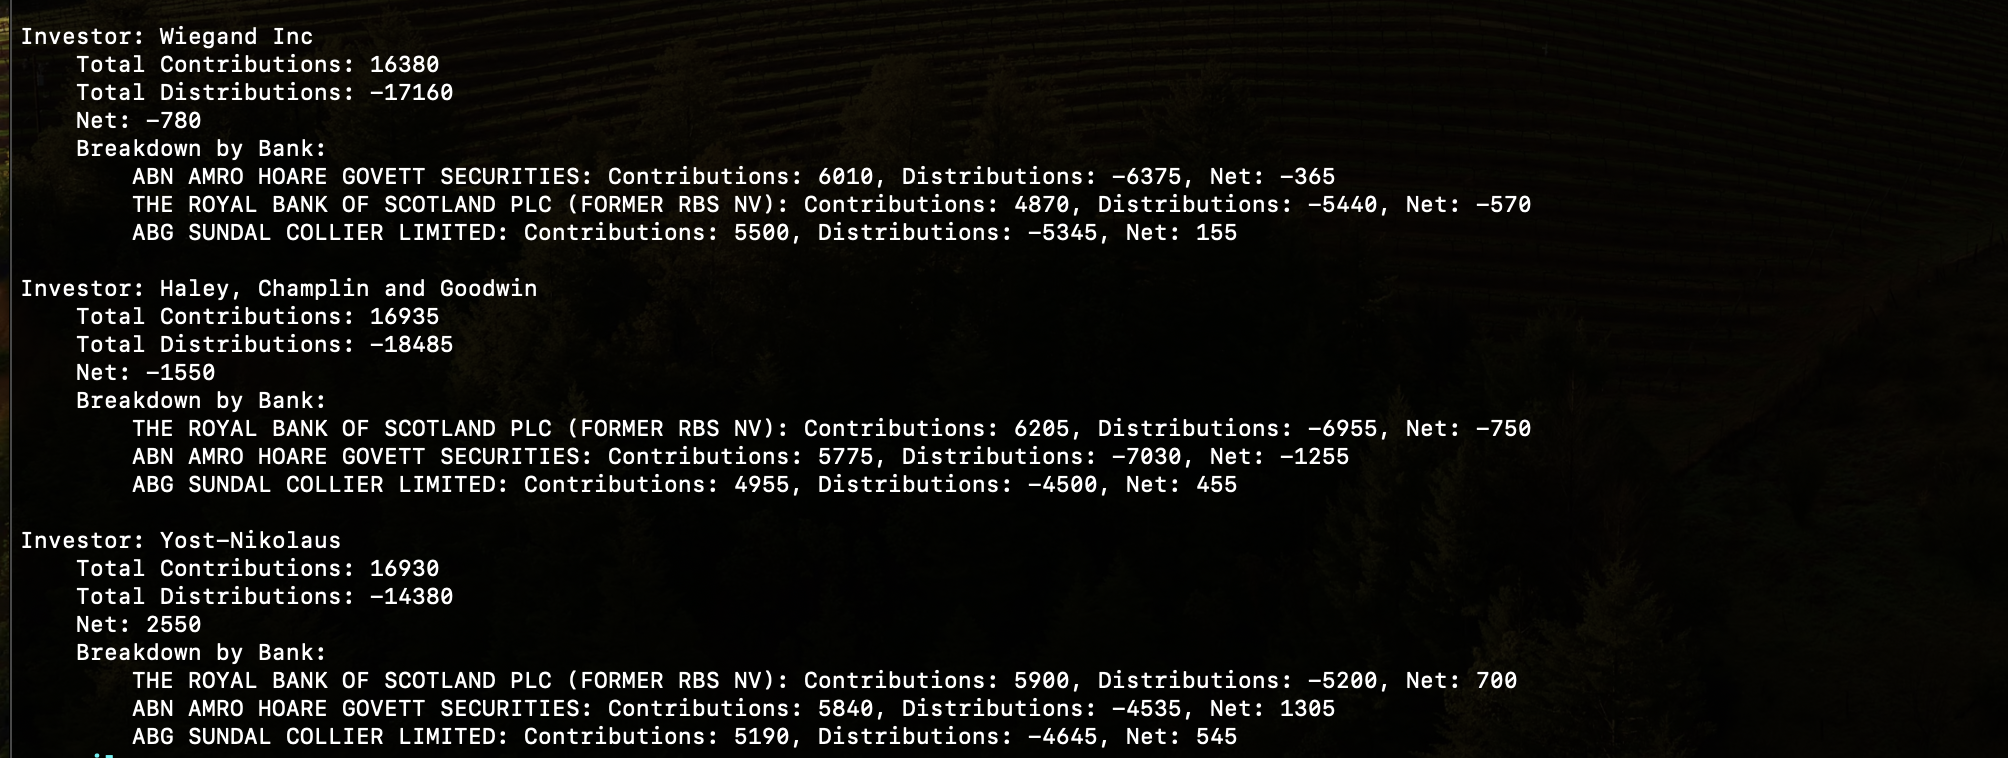 Investor: Wiegand Inc
Total Contributions: 16380
Total Distributions: -17160
Net: -780
Breakdown by Bank:
ABN AMRO HOARE GOVETT SECURITIES: Contributions: 6010, Distributions: -6375, Net: -365
THE ROYAL BANK OF SCOTLAND PLC (FORMER RBS NV): Contributions: 4870, Distributions: -5440, Net: -570
ABG SUNDAL COLLIER LIMITED: Contributions: 5500, Distributions: -5345, Net: 155
Investor: Haley, Champlin and Goodwin
Total Contributions: 16935
Total Distributions: -18485
Net: -1550
Breakdown by Bank:
THE ROYAL BANK OF SCOTLAND PLC (FORMER RBS NV): Contributions: 6205, Distributions: -6955, Net: -750
ABN AMRO HOARE GOVETT SECURITIES: Contributions: 5775, Distributions: -7030, Net: -1255
ABG SUNDAL COLLIER LIMITED: Contributions: 4955, Distributions: -4500, Net: 455
Investor: Yost-Nikolaus
Total Contributions: 16930
Total Distributions: -14380
Net: 2550
Breakdown by Bank:
THE ROYAL BANK OF SCOTLAND PLC (FORMER RBS NV): Contributions: 5900, Distributions: -5200, Net: 700
ABN AMRO HOARE GOVETT SECURITIES: Contributions: 5840, Distributions: -4535, Net: 1305
ABG SUNDAL COLLIER LIMITED: Contributions: 5190, Distributions: -4645, Net: 545